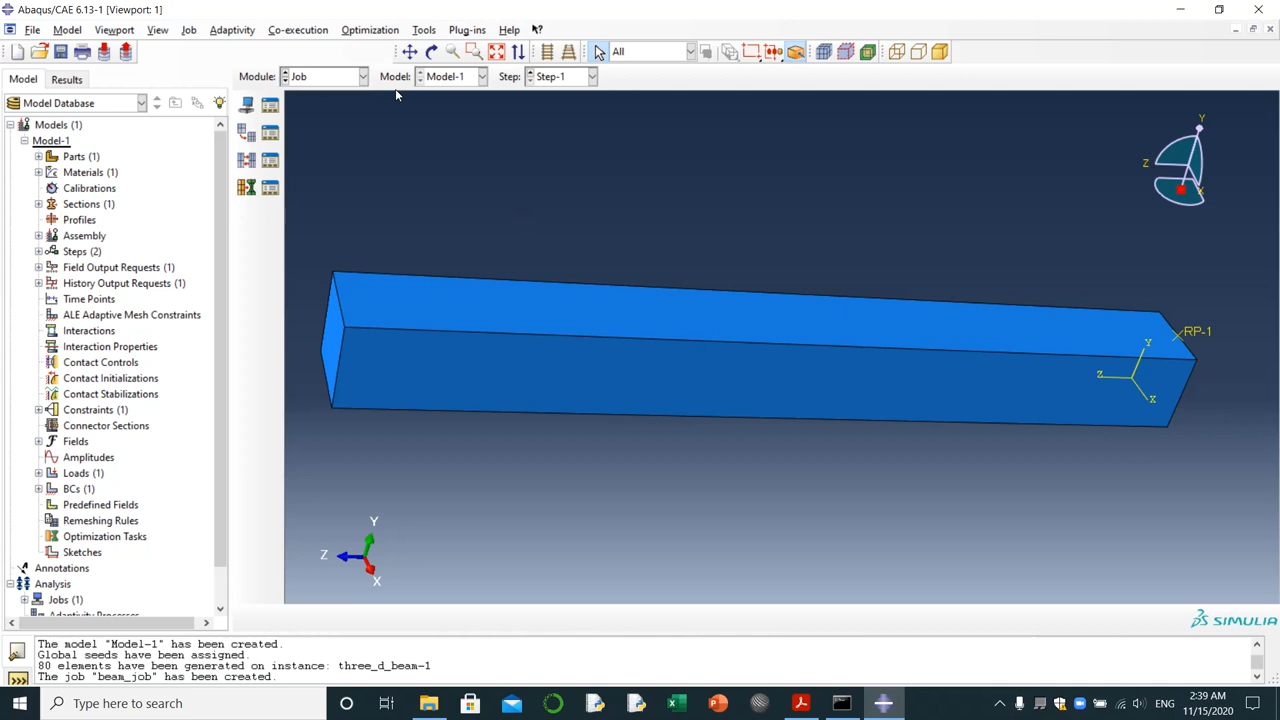 Abaqus/CAE 6.13-1 [Viewport: 1]
File Model Viewport View Job Adaptivity Co-execution Optimization Tools Plug-ins Help
All
Model Results Module: Job Model: Model-1 Step: Step-1
Model Database
Models (1)
Model-1
Parts (1)
Materials (1)
Calibrations
Sections (1)
Profiles
Assembly
Steps (2)
Field Output Requests (1)
History Output Requests (1)
Time Points
ALE Adaptive Mesh Constraints
Interactions
Interaction Properties
Contact Controls
Contact Initializations
Contact Stabilizations
Constraints (1)
Connector Sections
Fields
Amplitudes
Loads (1)
BCs (1)
Predefined Fields
Remeshing Rules
Optimization Tasks
Sketches
Annotations
Analysis
Jobs (1)
Adaptivity Processes
Y
Z
X
RP-1
Y
Z
X
Y
Z
X
SIMULIA
The model "Model-1" has been created.
Global seeds have been assigned.
80 elements have been generated on instance: three_d_beam-1
The job "beam_job" has been created.
>>>
Type here to search
ENG
2:39 AM
11/15/2020